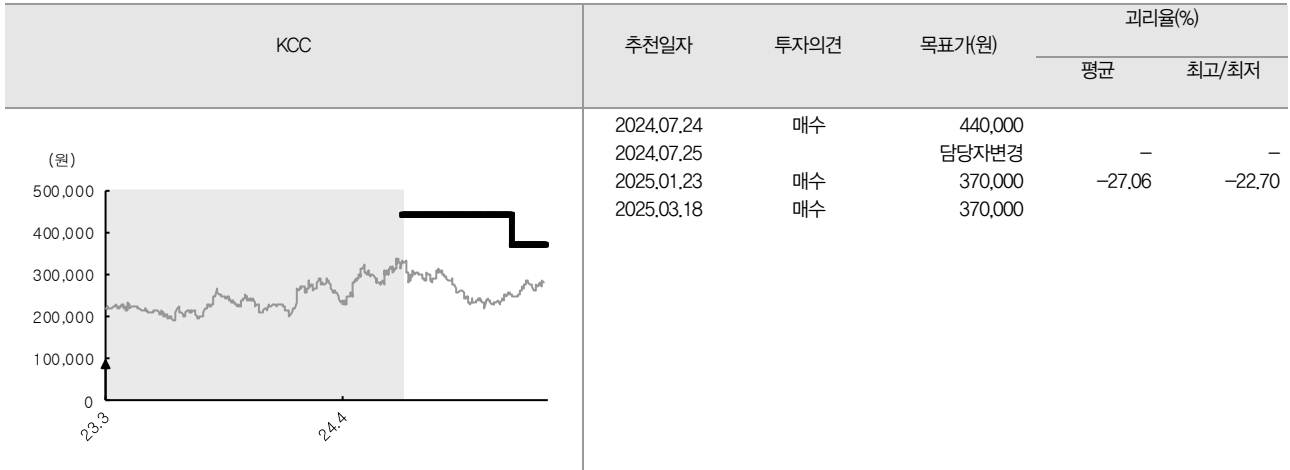 KCC 추천일자 투자의견 목표가(원) 괴리율(%)
평균 최고/최저
2024.07.24 매수 440,000
2024.07.25 담당자변경 − −
2025.01.23 매수 370,000 −27.06 −22.70
2025.03.18 매수 370,000
(원)
500,000
400,000
300,000
200,000
100,000
0
23.3 24.4